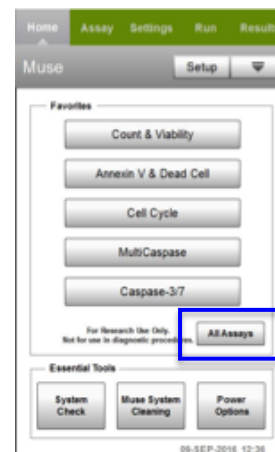 Home Assay Settings Run Result
Muse Setup
Favorites
Count & Viability
Annexin V & Dead Cell
Cell Cycle
MultiCaspase
Caspase-3/7
For Research Use Only.
Not for use in diagnostic procedures.
All Assays
Essential Tools
System
Check
Muse System
Cleaning
Power
Options
09-SEP-2016 12:36